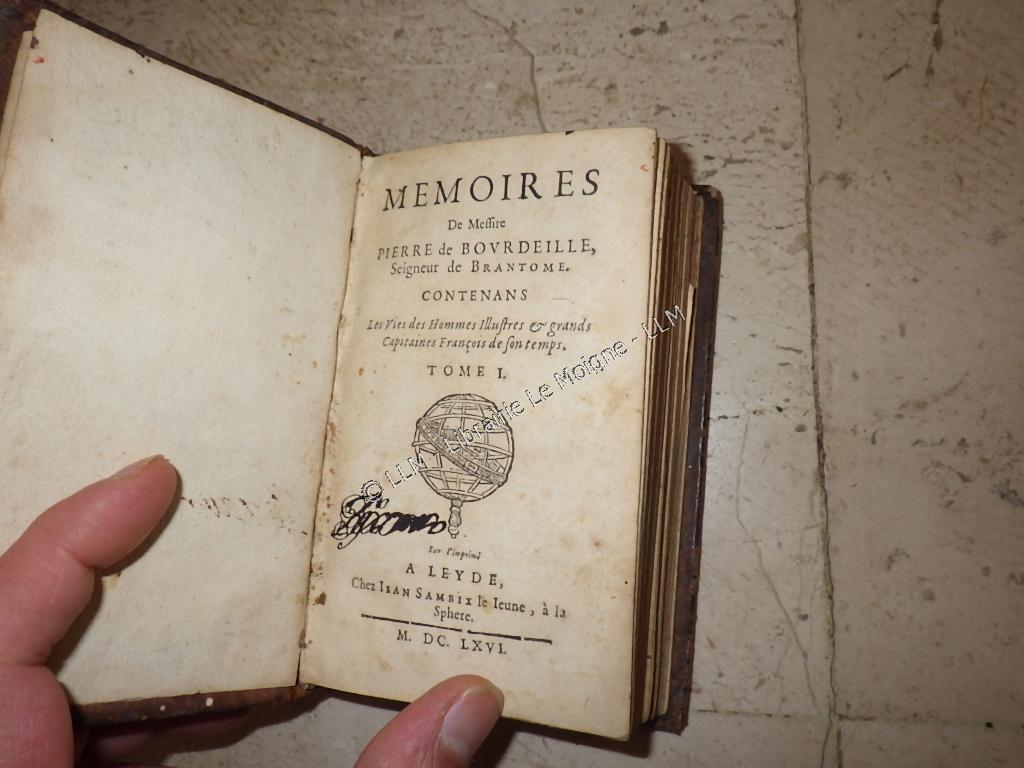 MEMOIRES
De Meſſire
PIERRE de BOVRDEILLE,
Seigneur de BRANTOME.
CONTENANS
Les Vies des Hommes Illuſtres & grands
Capitaines François de ſon temps.
TOME I.
© LLM - Librairie Le Moigne - LLM
Sur l'imprimé
A LEYDE,
Chez IEAN SAMBIX le Ieune, à la
Sphere.
M. DC. LXVI.